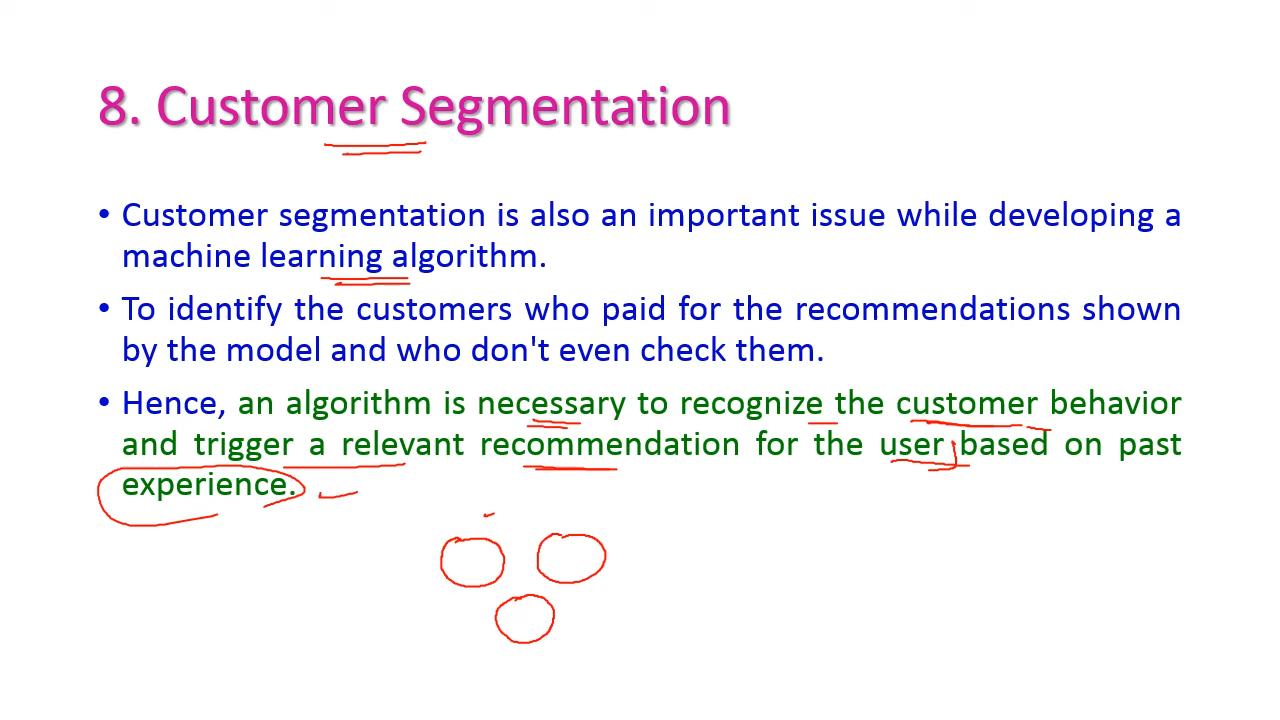 8. Customer Segmentation
• Customer segmentation is also an important issue while developing a
machine learning algorithm.
• To identify the customers who paid for the recommendations shown
by the model and who don't even check them.
• Hence, an algorithm is necessary to recognize the customer behavior
and trigger a relevant recommendation for the user based on past
experience.